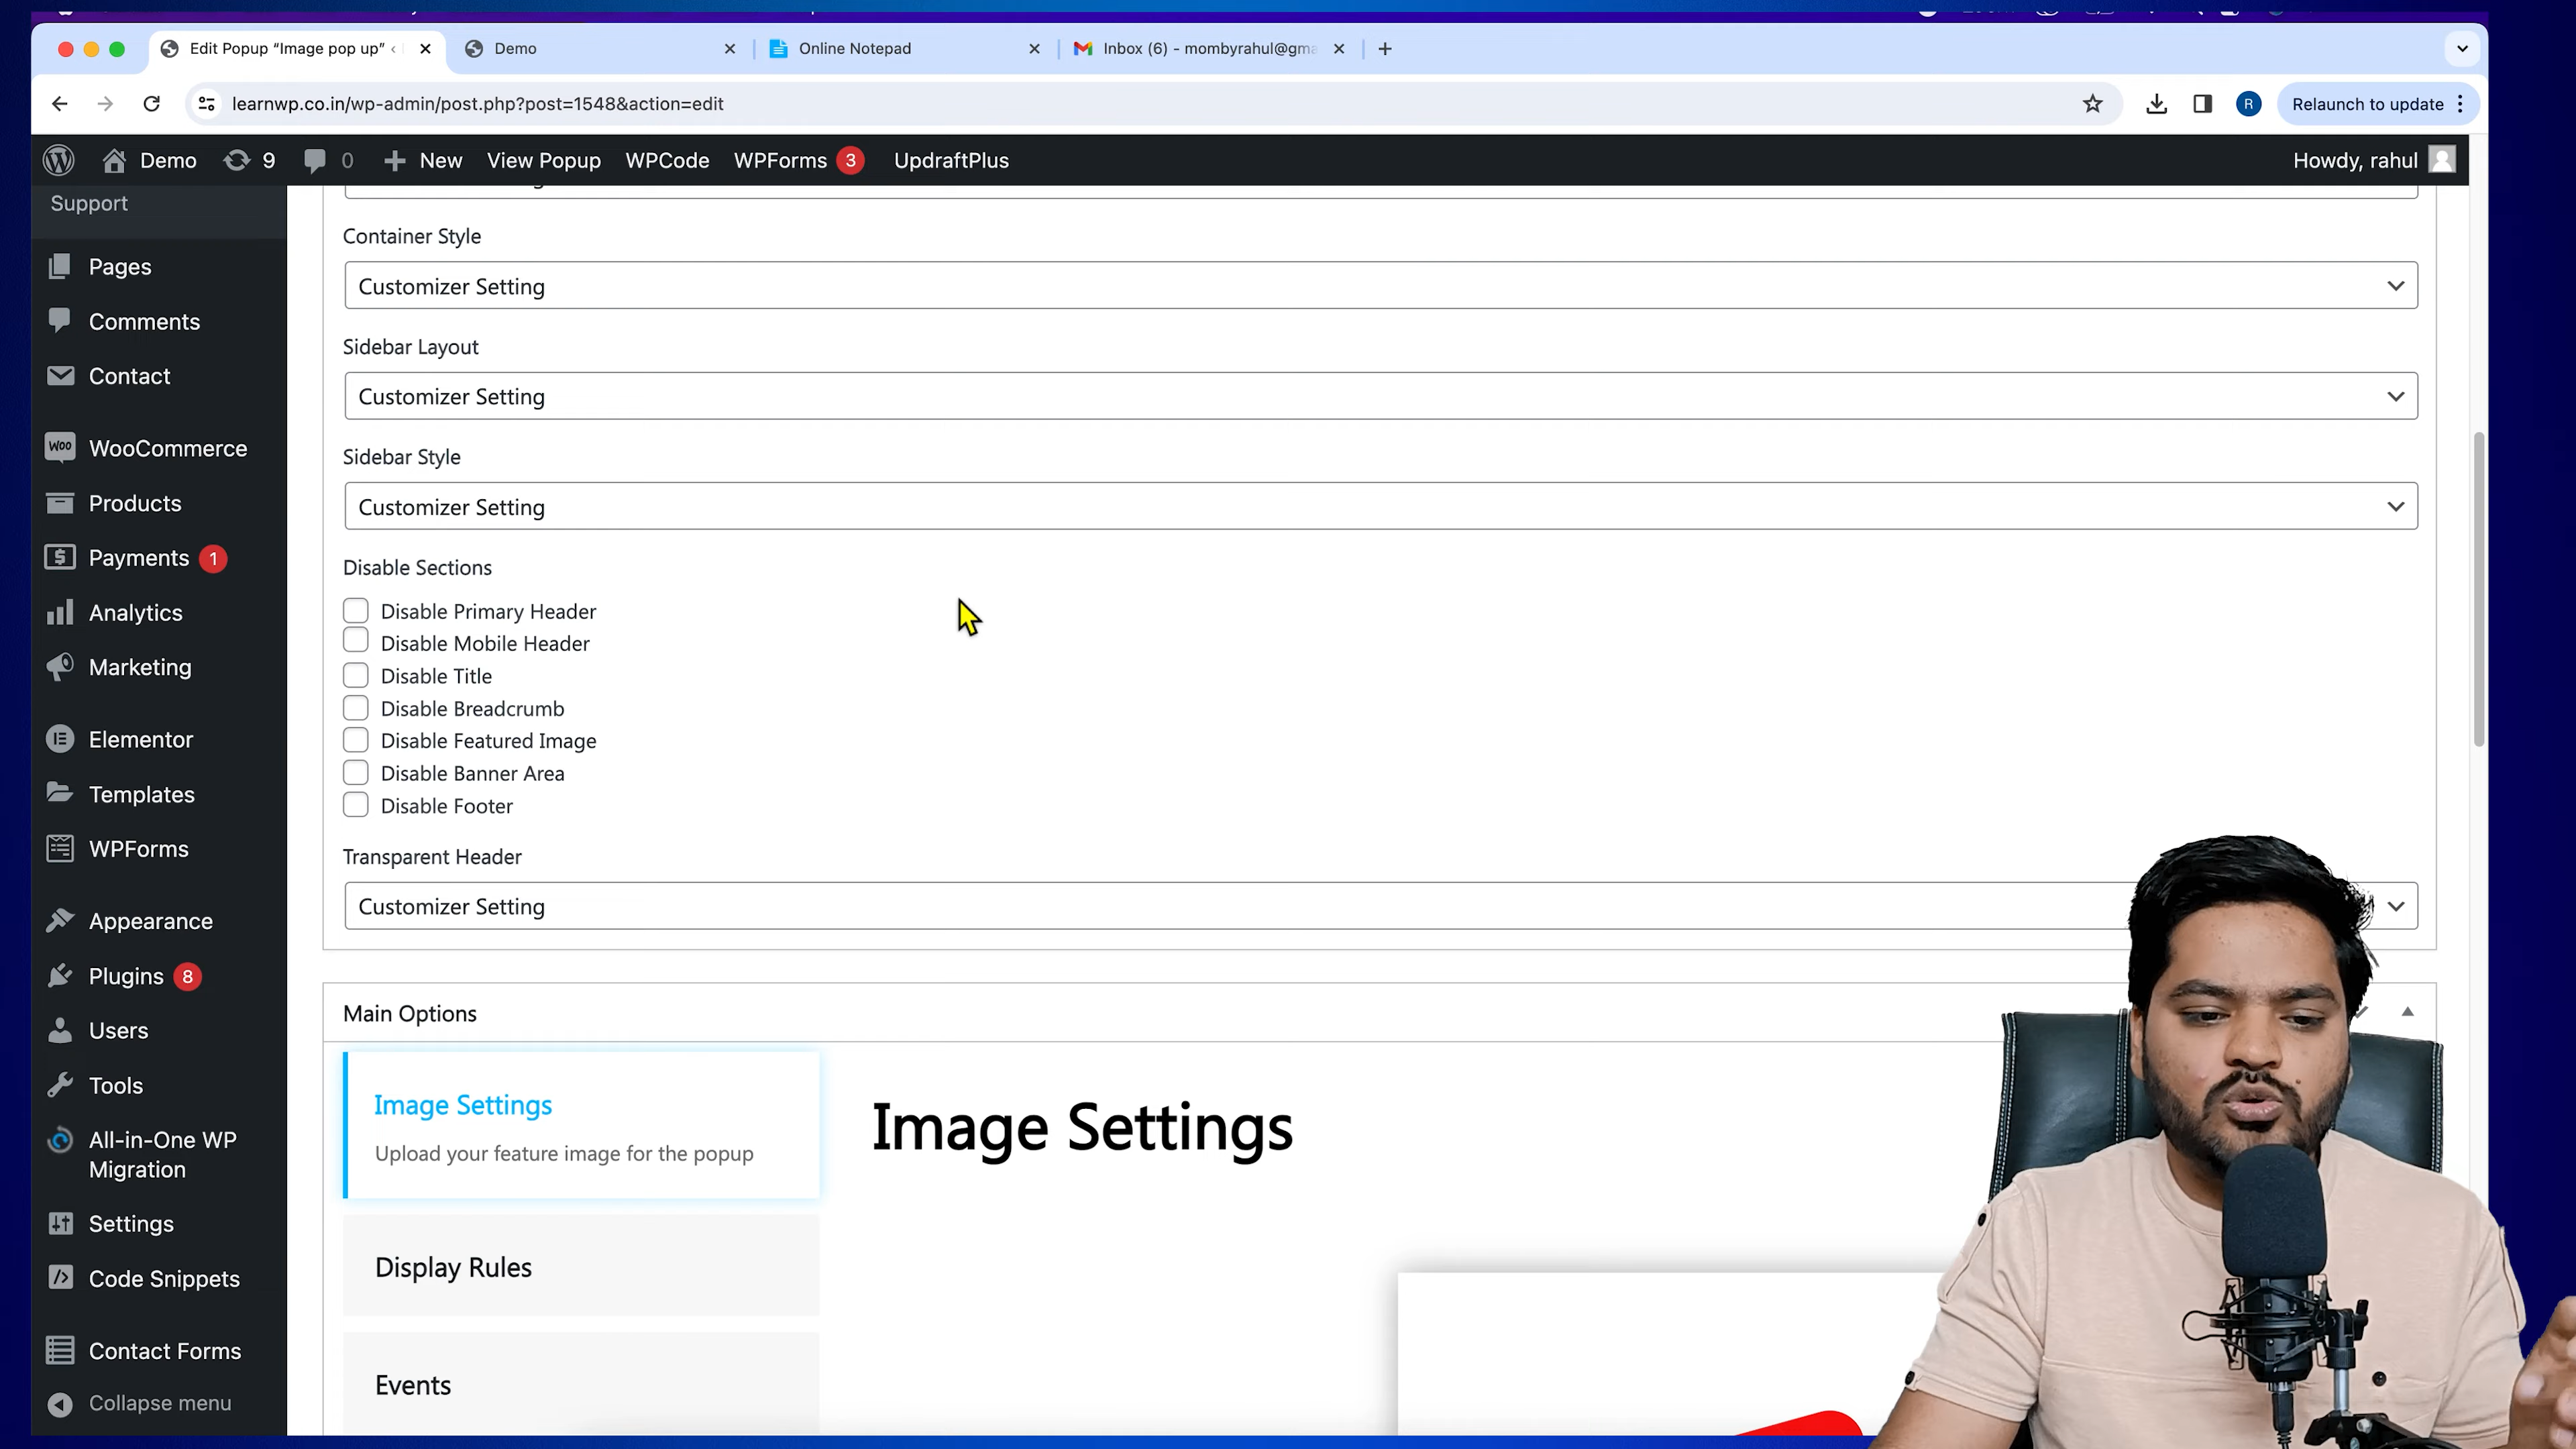 Edit Popup “Image pop up” ‹
Demo
Online Notepad
Inbox (6) - mombyrahul@gma
learnwp.co.in/wp-admin/post.php?post=1548&action=edit
R
Relaunch to update
Demo
9
0
New
View Popup
WPCode
WPForms 3
UpdraftPlus
Howdy, rahul
Support
Pages
Comments
Contact
WooCommerce
Products
Payments 1
Analytics
Marketing
Elementor
Templates
WPForms
Appearance
Plugins 8
Users
Tools
All-in-One WP
Migration
Settings
Code Snippets
Contact Forms
Collapse menu
Container Style
Customizer Setting
Sidebar Layout
Customizer Setting
Sidebar Style
Customizer Setting
Disable Sections
Disable Primary Header
Disable Mobile Header
Disable Title
Disable Breadcrumb
Disable Featured Image
Disable Banner Area
Disable Footer
Transparent Header
Customizer Setting
Main Options
Image Settings
Upload your feature image for the popup
Display Rules
Events
Image Settings